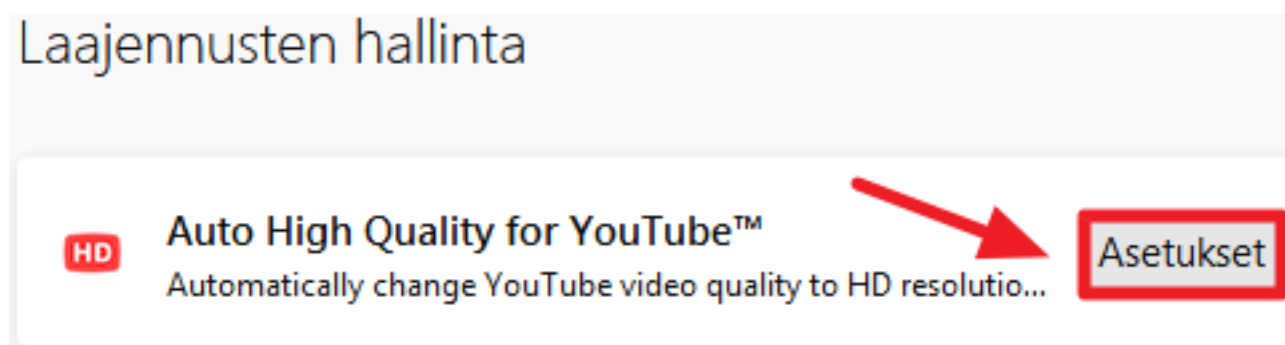 Laajennusten hallinta
HD
Auto High Quality for YouTube™
Automatically change YouTube video quality to HD resolutio...
Asetukset